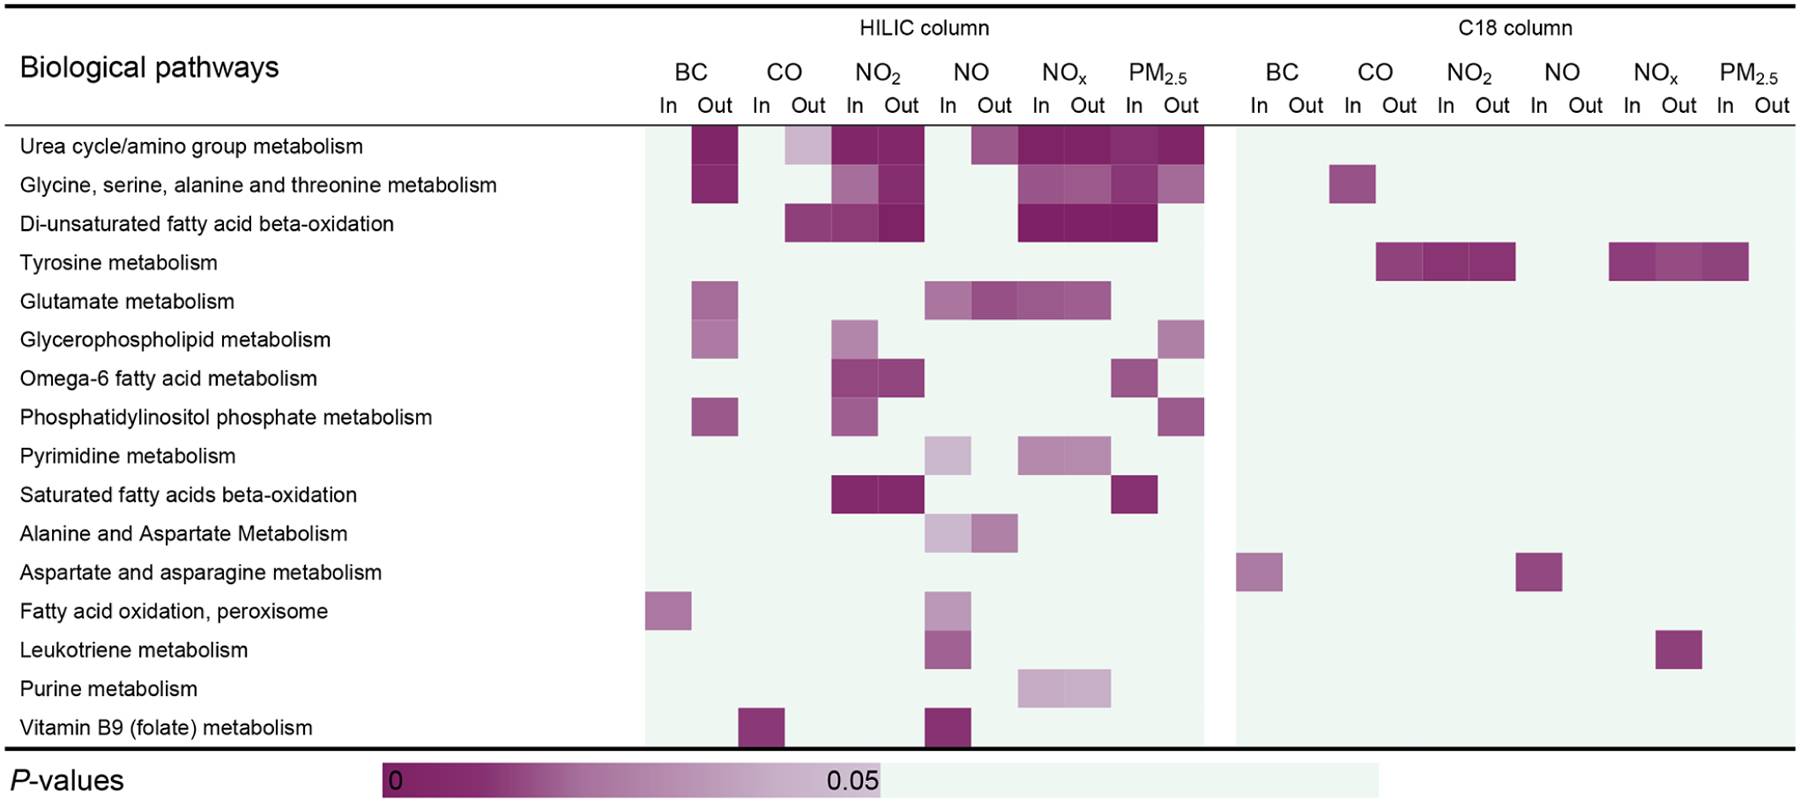 HILIC column C18 column
Biological pathways
BC CO NO₂ NO NOₓ PM₂.₅ BC CO NO₂ NO NOₓ PM₂.₅
In Out In Out In Out In Out In Out In Out In Out In Out In Out In Out In Out In Out
Urea cycle/amino group metabolism
Glycine, serine, alanine and threonine metabolism
Di-unsaturated fatty acid beta-oxidation
Tyrosine metabolism
Glutamate metabolism
Glycerophospholipid metabolism
Omega-6 fatty acid metabolism
Phosphatidylinositol phosphate metabolism
Pyrimidine metabolism
Saturated fatty acids beta-oxidation
Alanine and Aspartate Metabolism
Aspartate and asparagine metabolism
Fatty acid oxidation, peroxisome
Leukotriene metabolism
Purine metabolism
Vitamin B9 (folate) metabolism
P-values 0 0.05